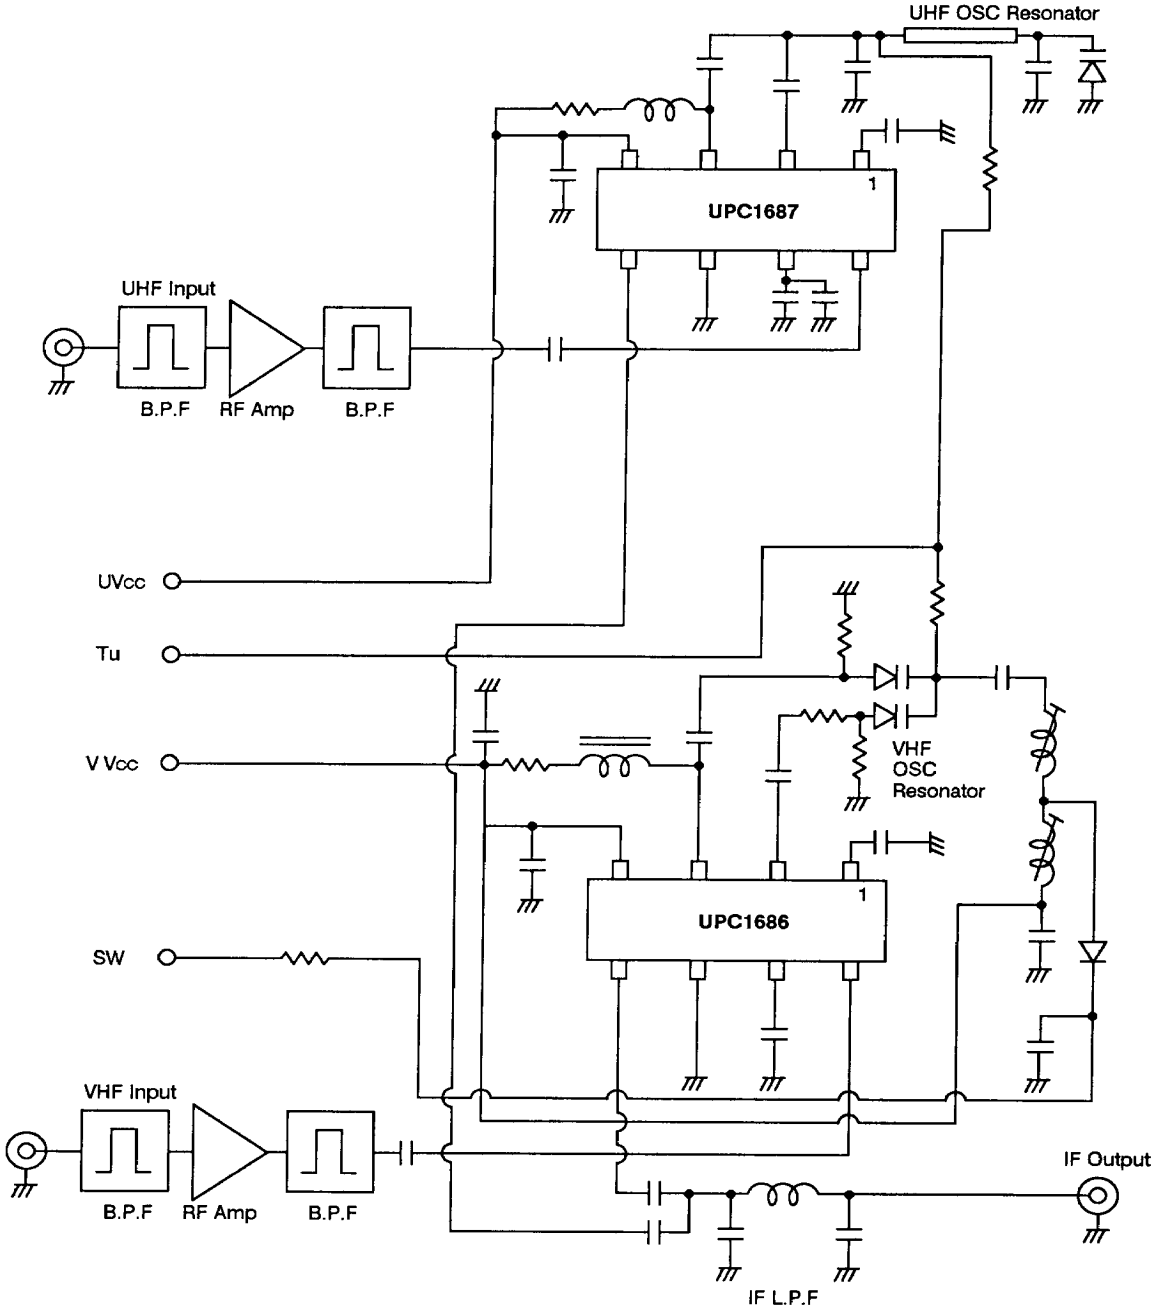 UHF OSC Resonator
1
UPC1687
UHF Input
B.P.F
RF Amp
B.P.F
UVcc
Tu
V Vcc
VHF
OSC
Resonator
1
UPC1686
SW
VHF Input
B.P.F
RF Amp
B.P.F
IF Output
IF L.P.F